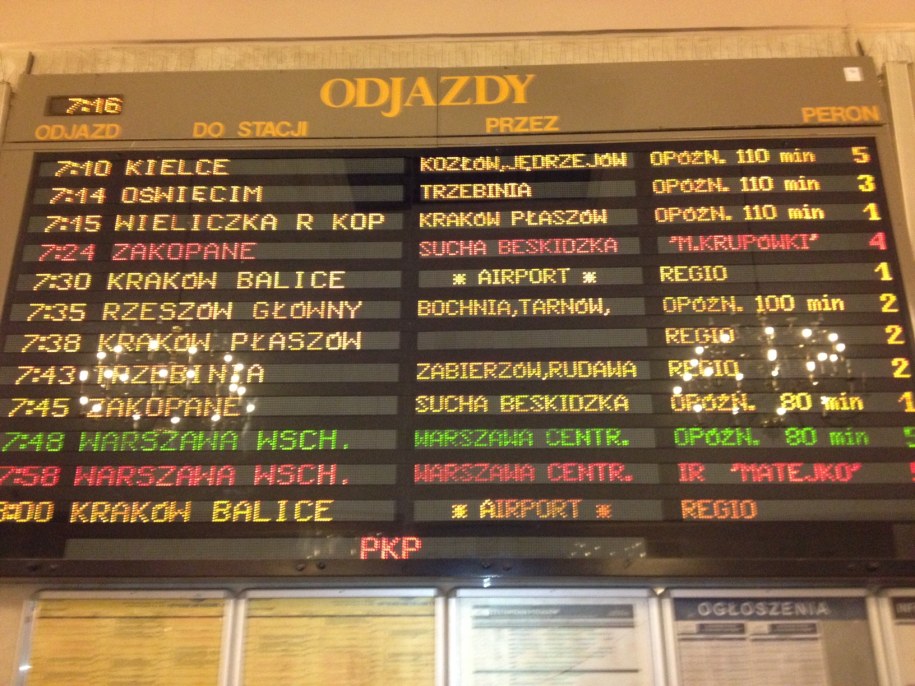 ODJAZDY
7:16
ODJAZD DO STACJI PRZEZ PERON
7:10 KIELCE KOZŁÓW,JĘDRZEJÓW OPÓŹN. 110 min 5
7:14 OŚWIĘCIM TRZEBINIA OPÓŹN. 110 min 3
7:15 WIELICZKA R KOP KRAKÓW PŁASZÓW OPÓŹN. 110 min 1
7:24 ZAKOPANE SUCHA BESKIDZKA "M.KRUPÓWKI" 4
7:30 KRAKÓW BALICE * AIRPORT * REGIO 1
7:35 RZESZÓW GŁÓWNY BOCHNIA,TARNÓW, OPÓŹN. 100 min 2
7:38 KRAKÓW PŁASZÓW REGIO 2
7:43 TRZEBINIA ZABIERZÓW,RUDAWA REGIO 2
7:45 ZAKOPANE SUCHA BESKIDZKA OPÓŹN. 80 min 1
7:48 WARSZAWA WSCH. WARSZAWA CENTR. OPÓŹN. 80 min 5
7:58 WARSZAWA WSCH. WARSZAWA CENTR. IR "MATEJKO"
8:00 KRAKÓW BALICE * AIRPORT * REGIO
PKP
OGŁOSZENIA